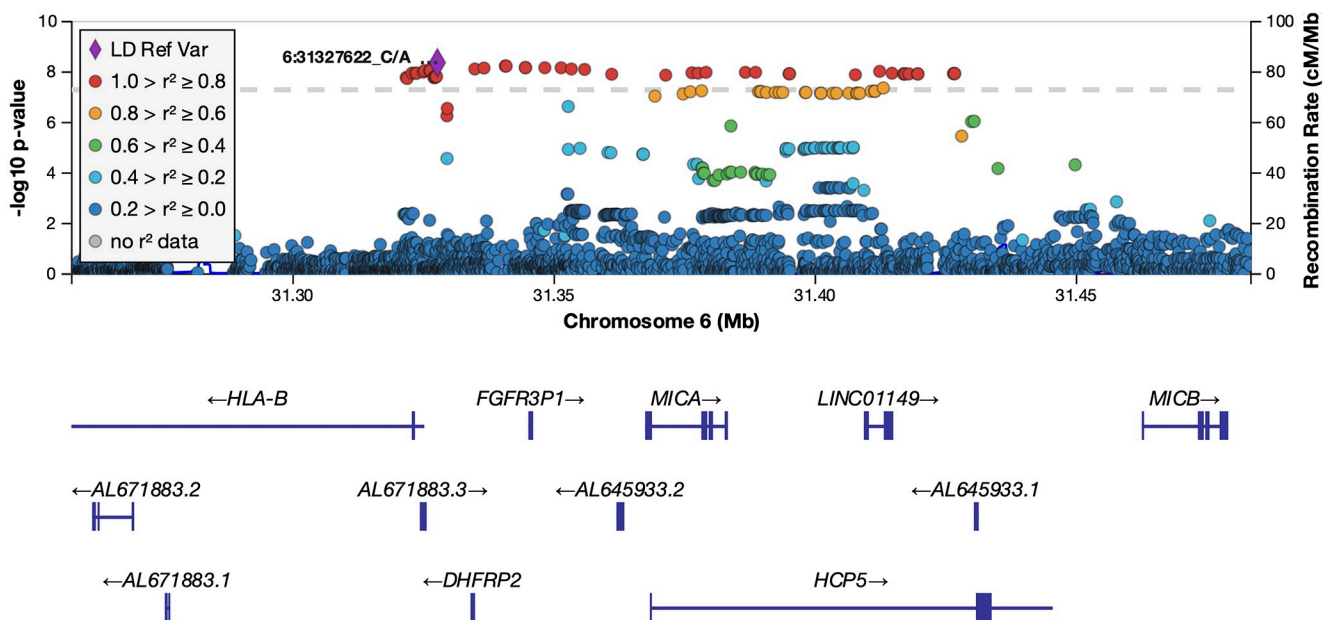 10
8
6
4
2
0
-log10 p-value
100
80
60
40
20
0
Recombination Rate (cM/Mb)
LD Ref Var
1.0 > r² ≥ 0.8
0.8 > r² ≥ 0.6
0.6 > r² ≥ 0.4
0.4 > r² ≥ 0.2
0.2 > r² ≥ 0.0
no r² data
6:31327622_C/A
31.30 31.35 31.40 31.45
Chromosome 6 (Mb)
←HLA-B FGFR3P1→ MICA→ LINC01149→ MICB→
←AL671883.2 AL671883.3→ ←AL645933.2 ←AL645933.1
←AL671883.1 ←DHFRP2 HCP5→